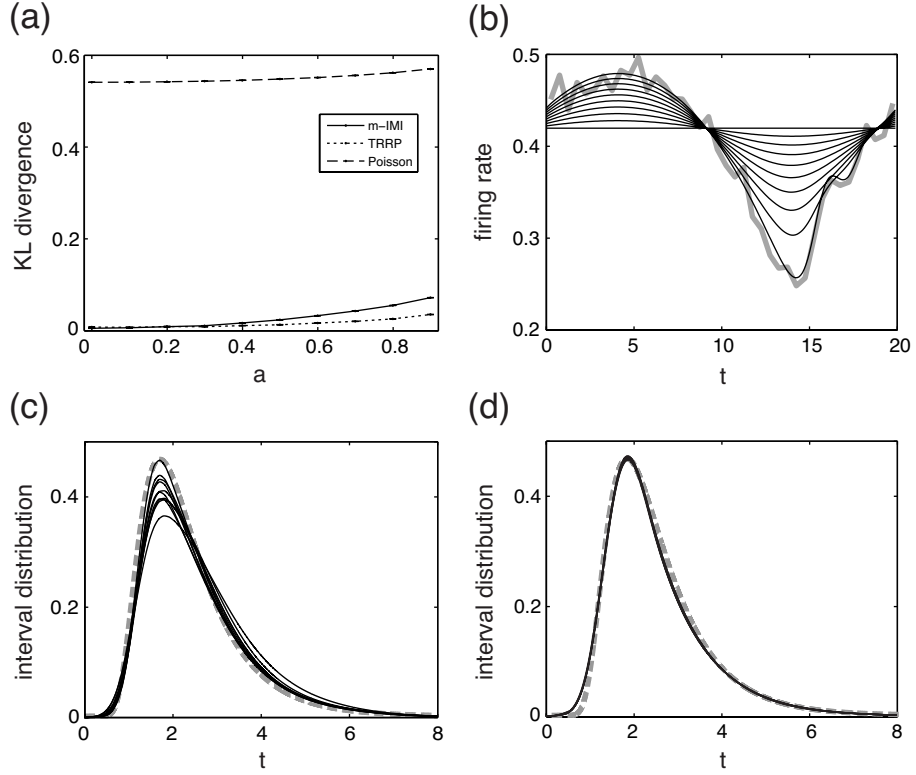 (a)
0.6
0.4
0.2
0
KL divergence
m-IMI
TRRP
Poisson
0 0.2 0.4 0.6 0.8
a
(b)
0.5
0.4
0.3
0.2
firing rate
0 5 10 15 20
t
(c)
0.4
0.2
0
interval distribution
0 2 4 6 8
t
(d)
0.4
0.2
0
interval distribution
0 2 4 6 8
t